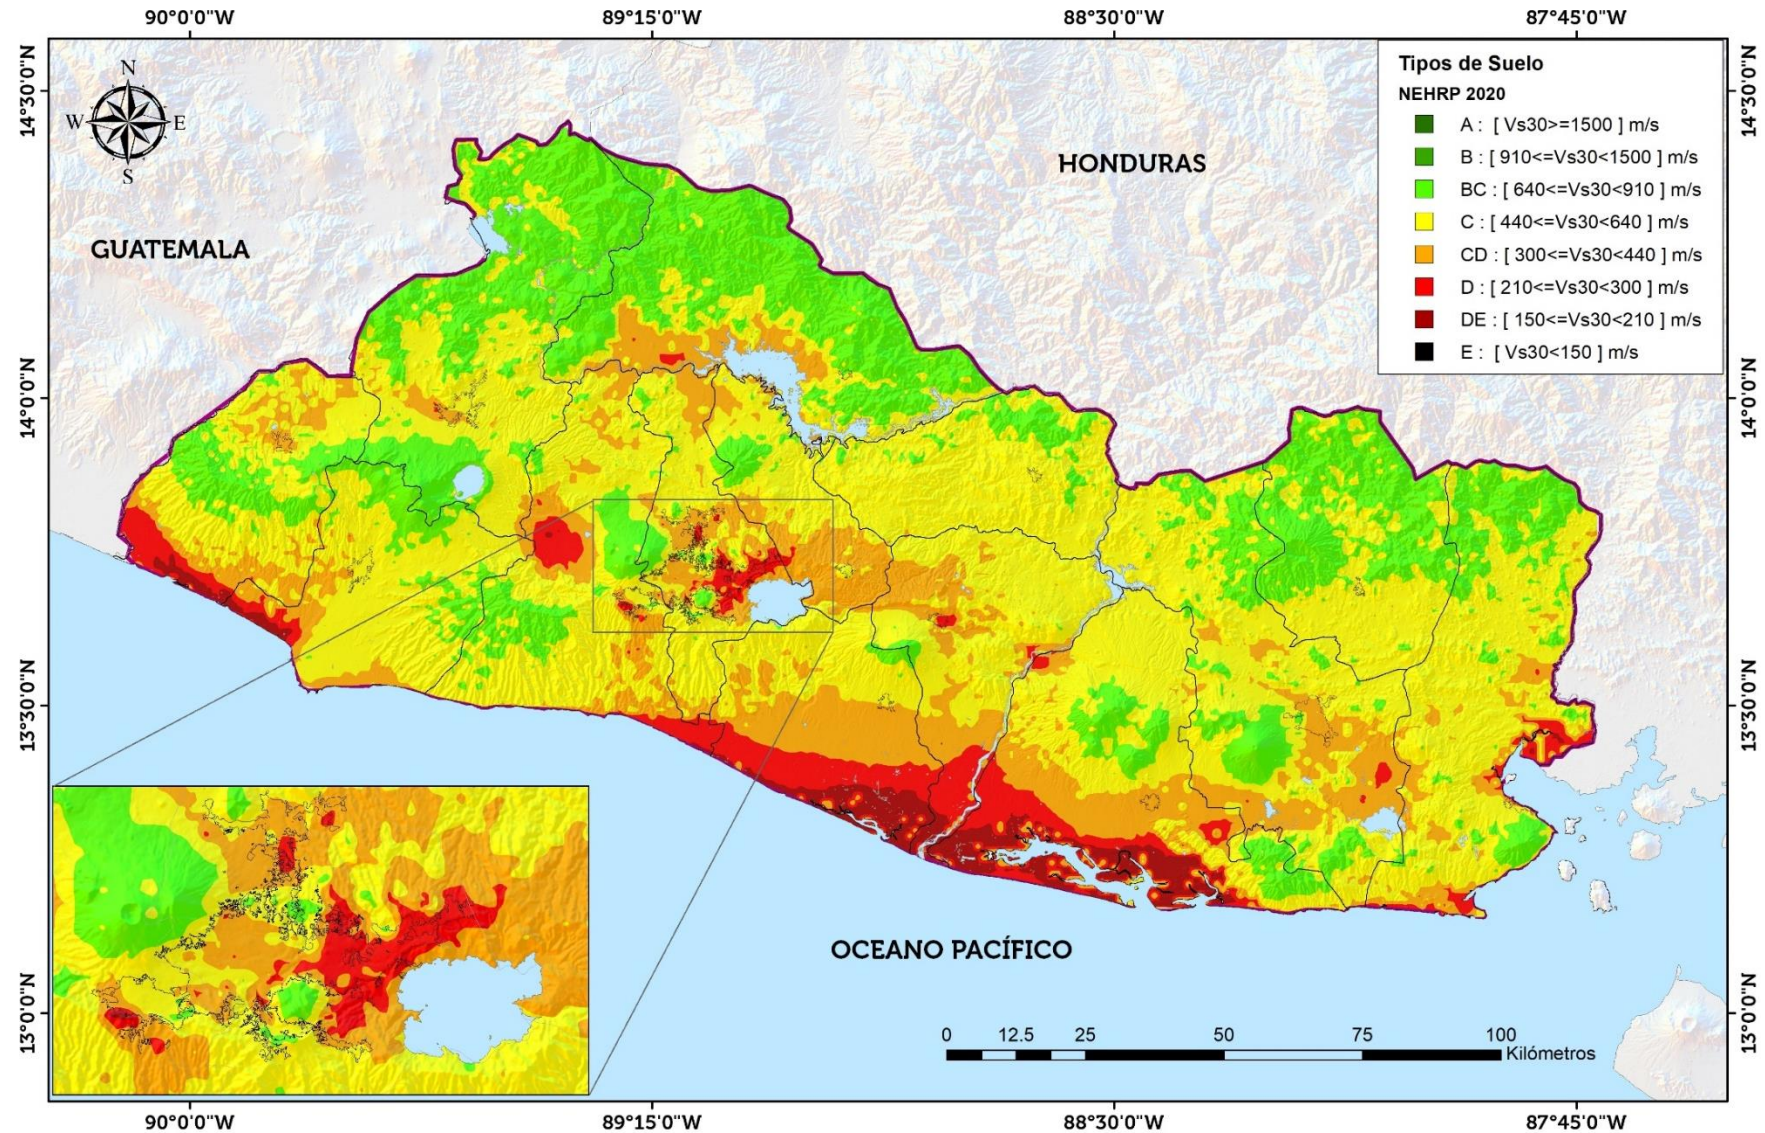 90°0'0"W
89°15'0"W
88°30'0"W
87°45'0"W
14°30'0"N
14°30'0"N
N
W
E
S
Tipos de Suelo
NEHRP 2020
A : [ Vs30>=1500 ] m/s
B : [ 910<=Vs30<1500 ] m/s
BC : [ 640<=Vs30<910 ] m/s
C : [ 440<=Vs30<640 ] m/s
CD : [ 300<=Vs30<440 ] m/s
D : [ 210<=Vs30<300 ] m/s
DE : [ 150<=Vs30<210 ] m/s
E : [ Vs30<150 ] m/s
HONDURAS
GUATEMALA
14°0'0"N
14°0'0"N
13°30'0"N
13°30'0"N
OCEANO PACÍFICO
13°0'0"N
13°0'0"N
0
12.5
25
50
75
100
Kilómetros
90°0'0"W
89°15'0"W
88°30'0"W
87°45'0"W